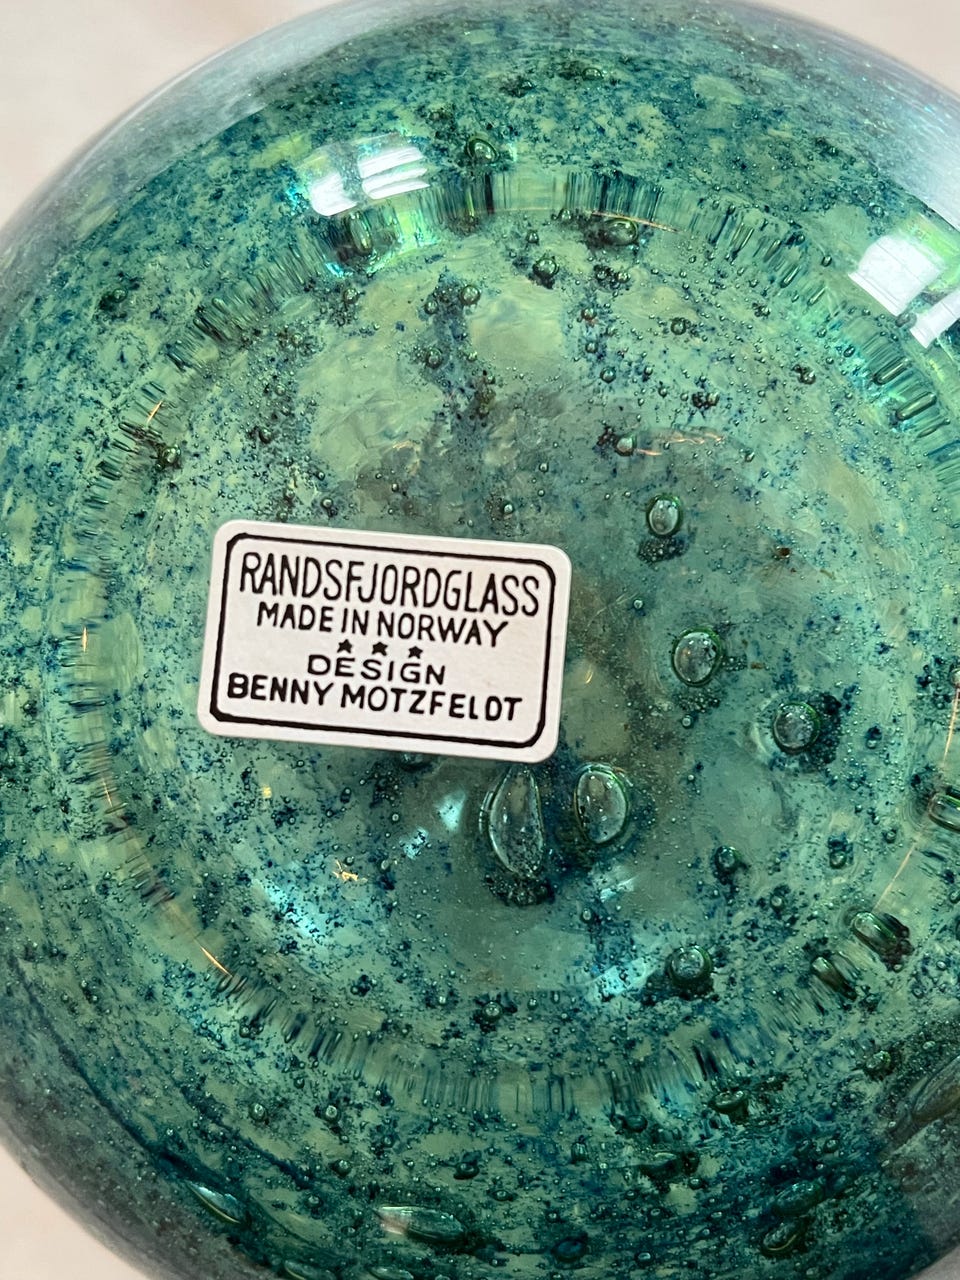 RANDSFJORDGLASS
MADE IN NORWAY
★ ★ ★
DESIGN
BENNY MOTZFELDT